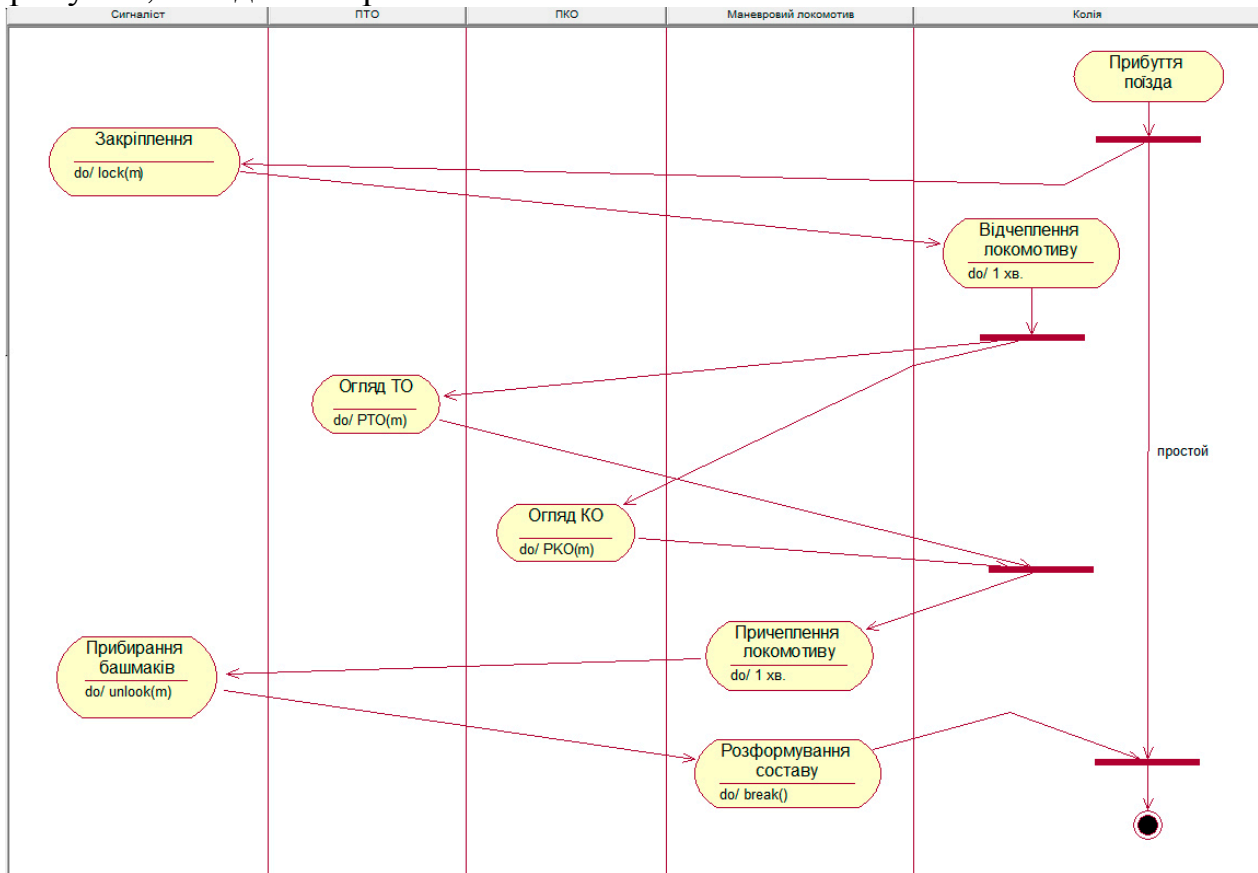 Сигналіст
ПТО
ПКО
Маневровий локомотив
Колія
Прибуття
поїзда
Закріплення
do/ lock(m)
Відчеплення
локомотиву
do/ 1 хв.
Огляд ТО
do/ PTO(m)
простой
Огляд КО
do/ PKO(m)
Причеплення
локомотиву
do/ 1 хв.
Прибирання
башмаків
do/ unlook(m)
Розформування
составу
do/ break()